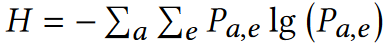 H = − ∑ₐ ∑ₑ Pₐ,ₑ lg (Pₐ,ₑ)